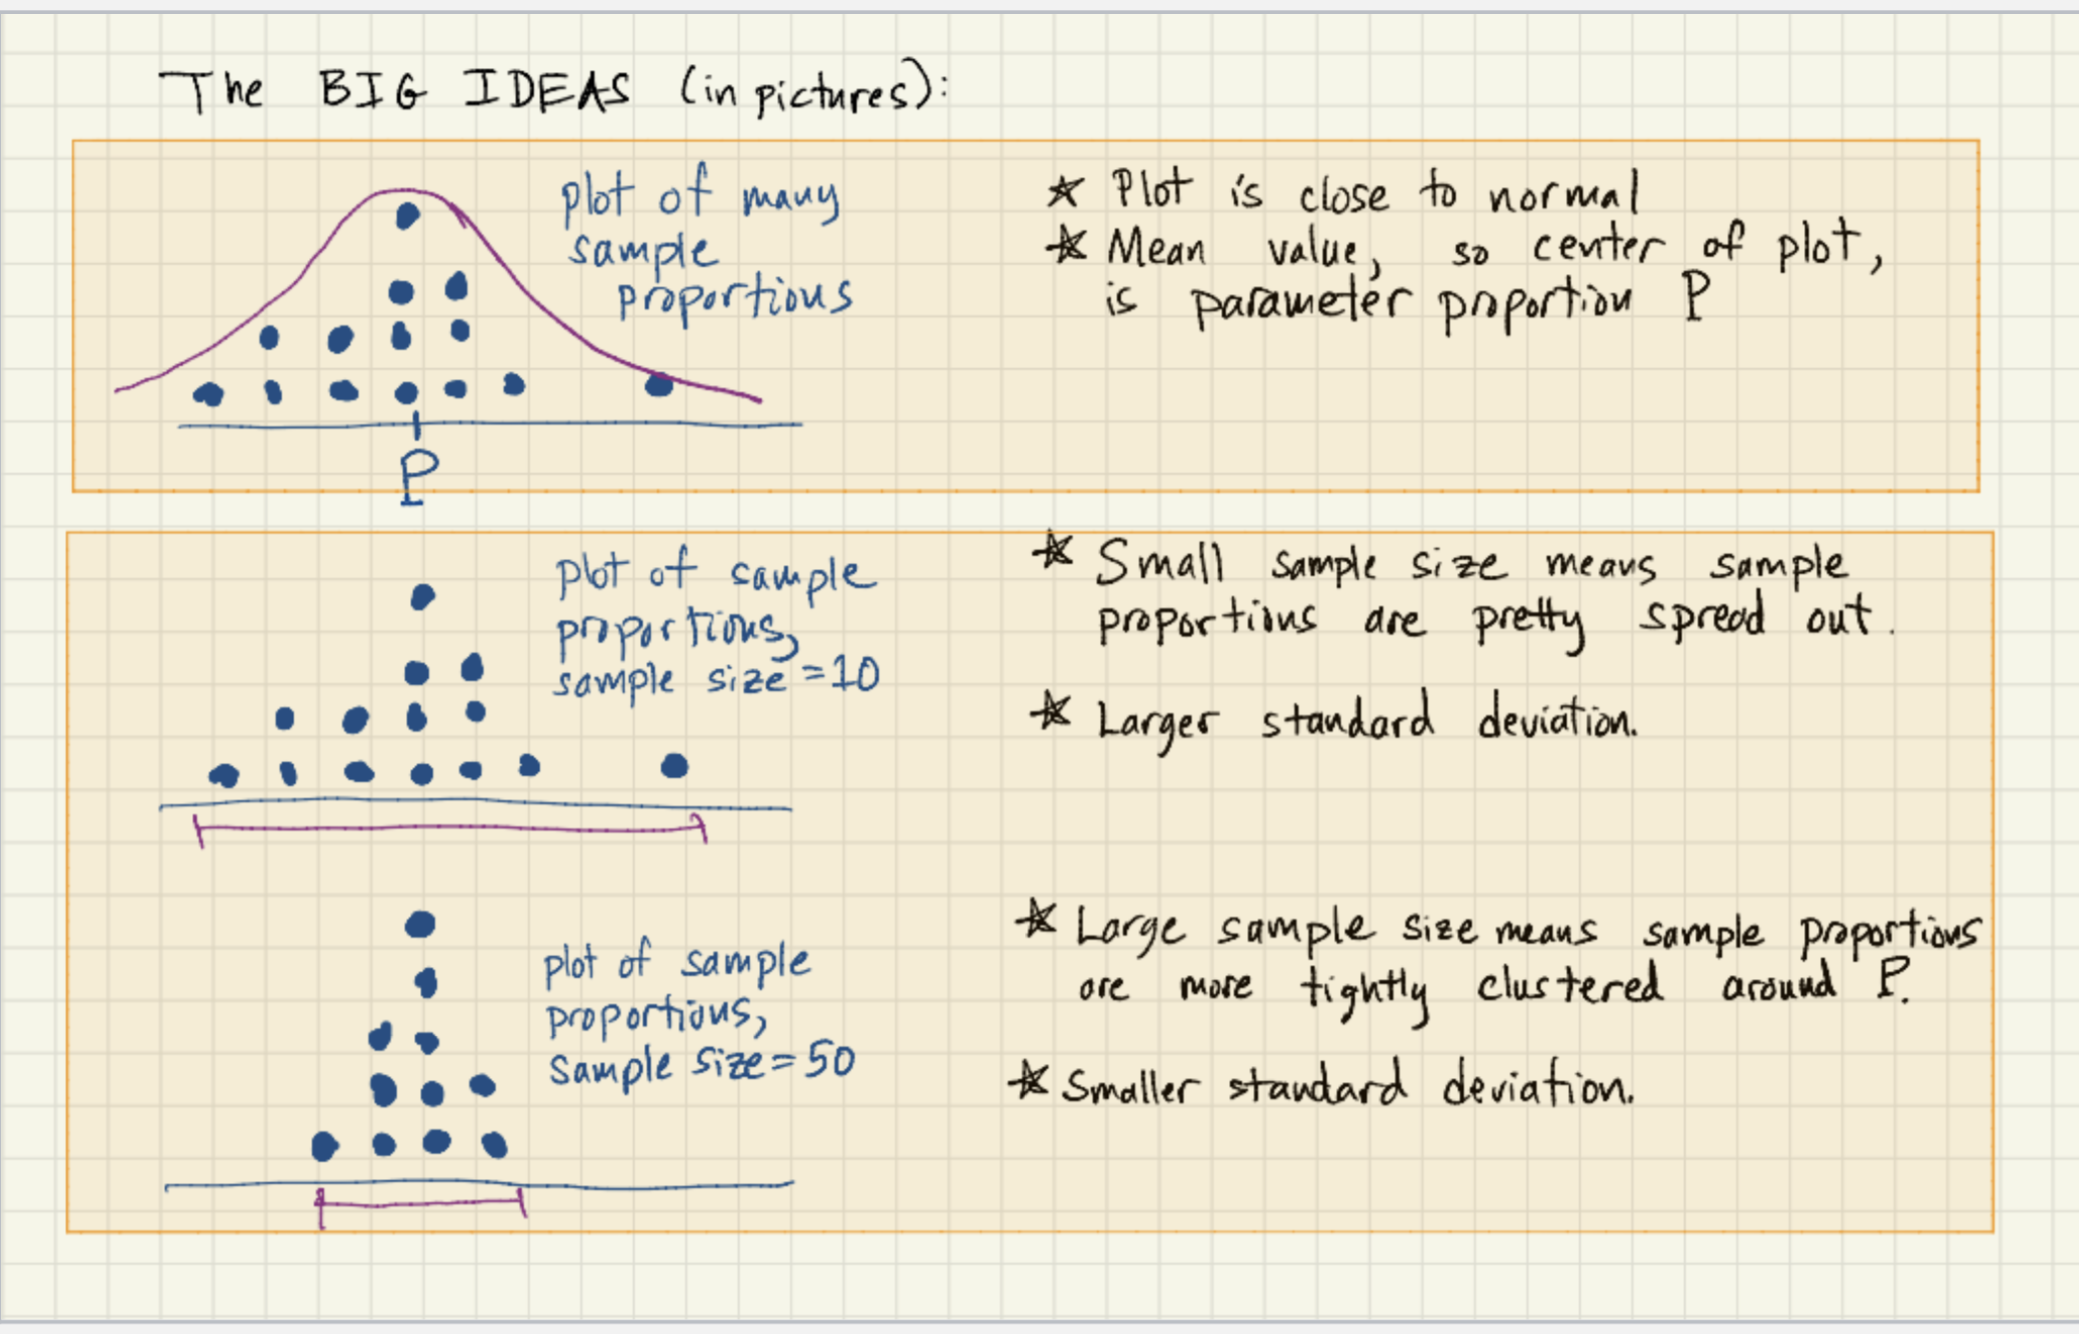 The BIG IDEAS (in pictures):
plot of many
sample
proportions
P
★ Plot is close to normal
★ Mean value, so center of plot,
is parameter proportion P
plot of sample
proportions,
sample size = 10
★ Small sample size means sample
proportions are pretty spread out.
★ Larger standard deviation.
plot of sample
proportions,
sample size = 50
★ Large sample size means sample proportions
are more tightly clustered around P.
★ Smaller standard deviation.